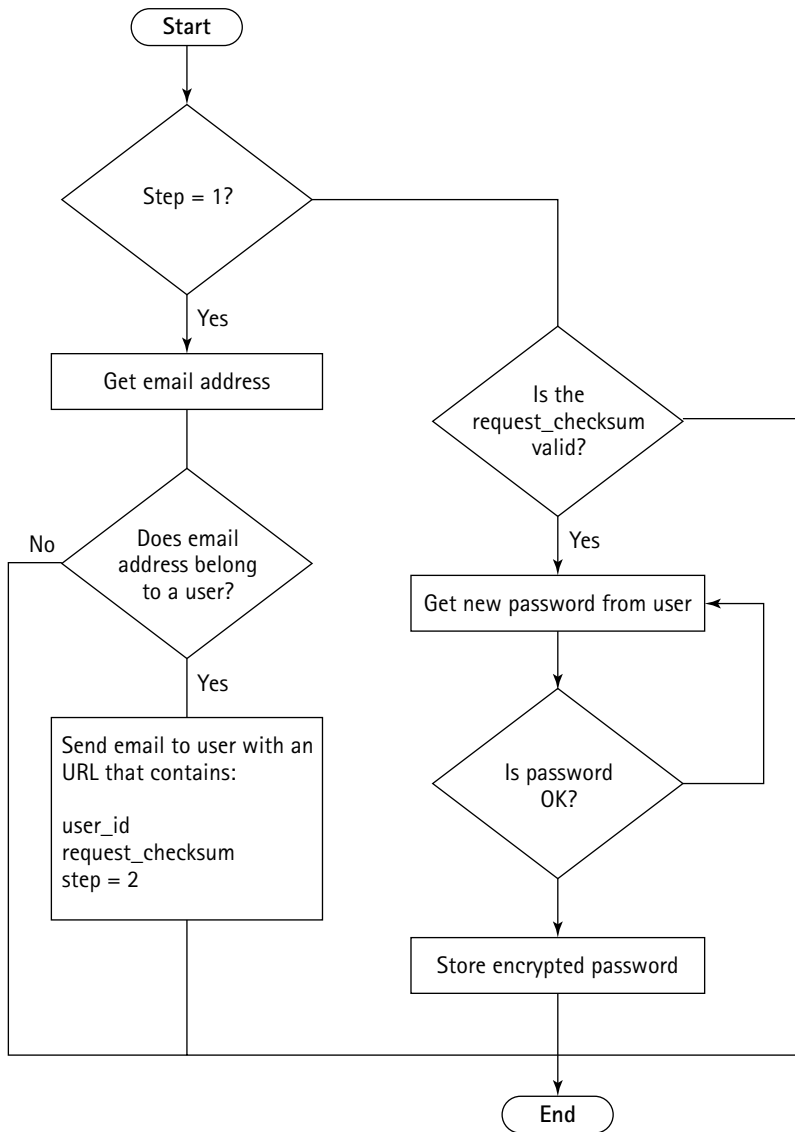 Start
Step = 1?
Yes
Get email address
Does email
address belong
to a user?
No
Yes
Send email to user with an
URL that contains:
user_id
request_checksum
step = 2
Is the
request_checksum
valid?
Yes
Get new password from user
Is password
OK?
Store encrypted password
End